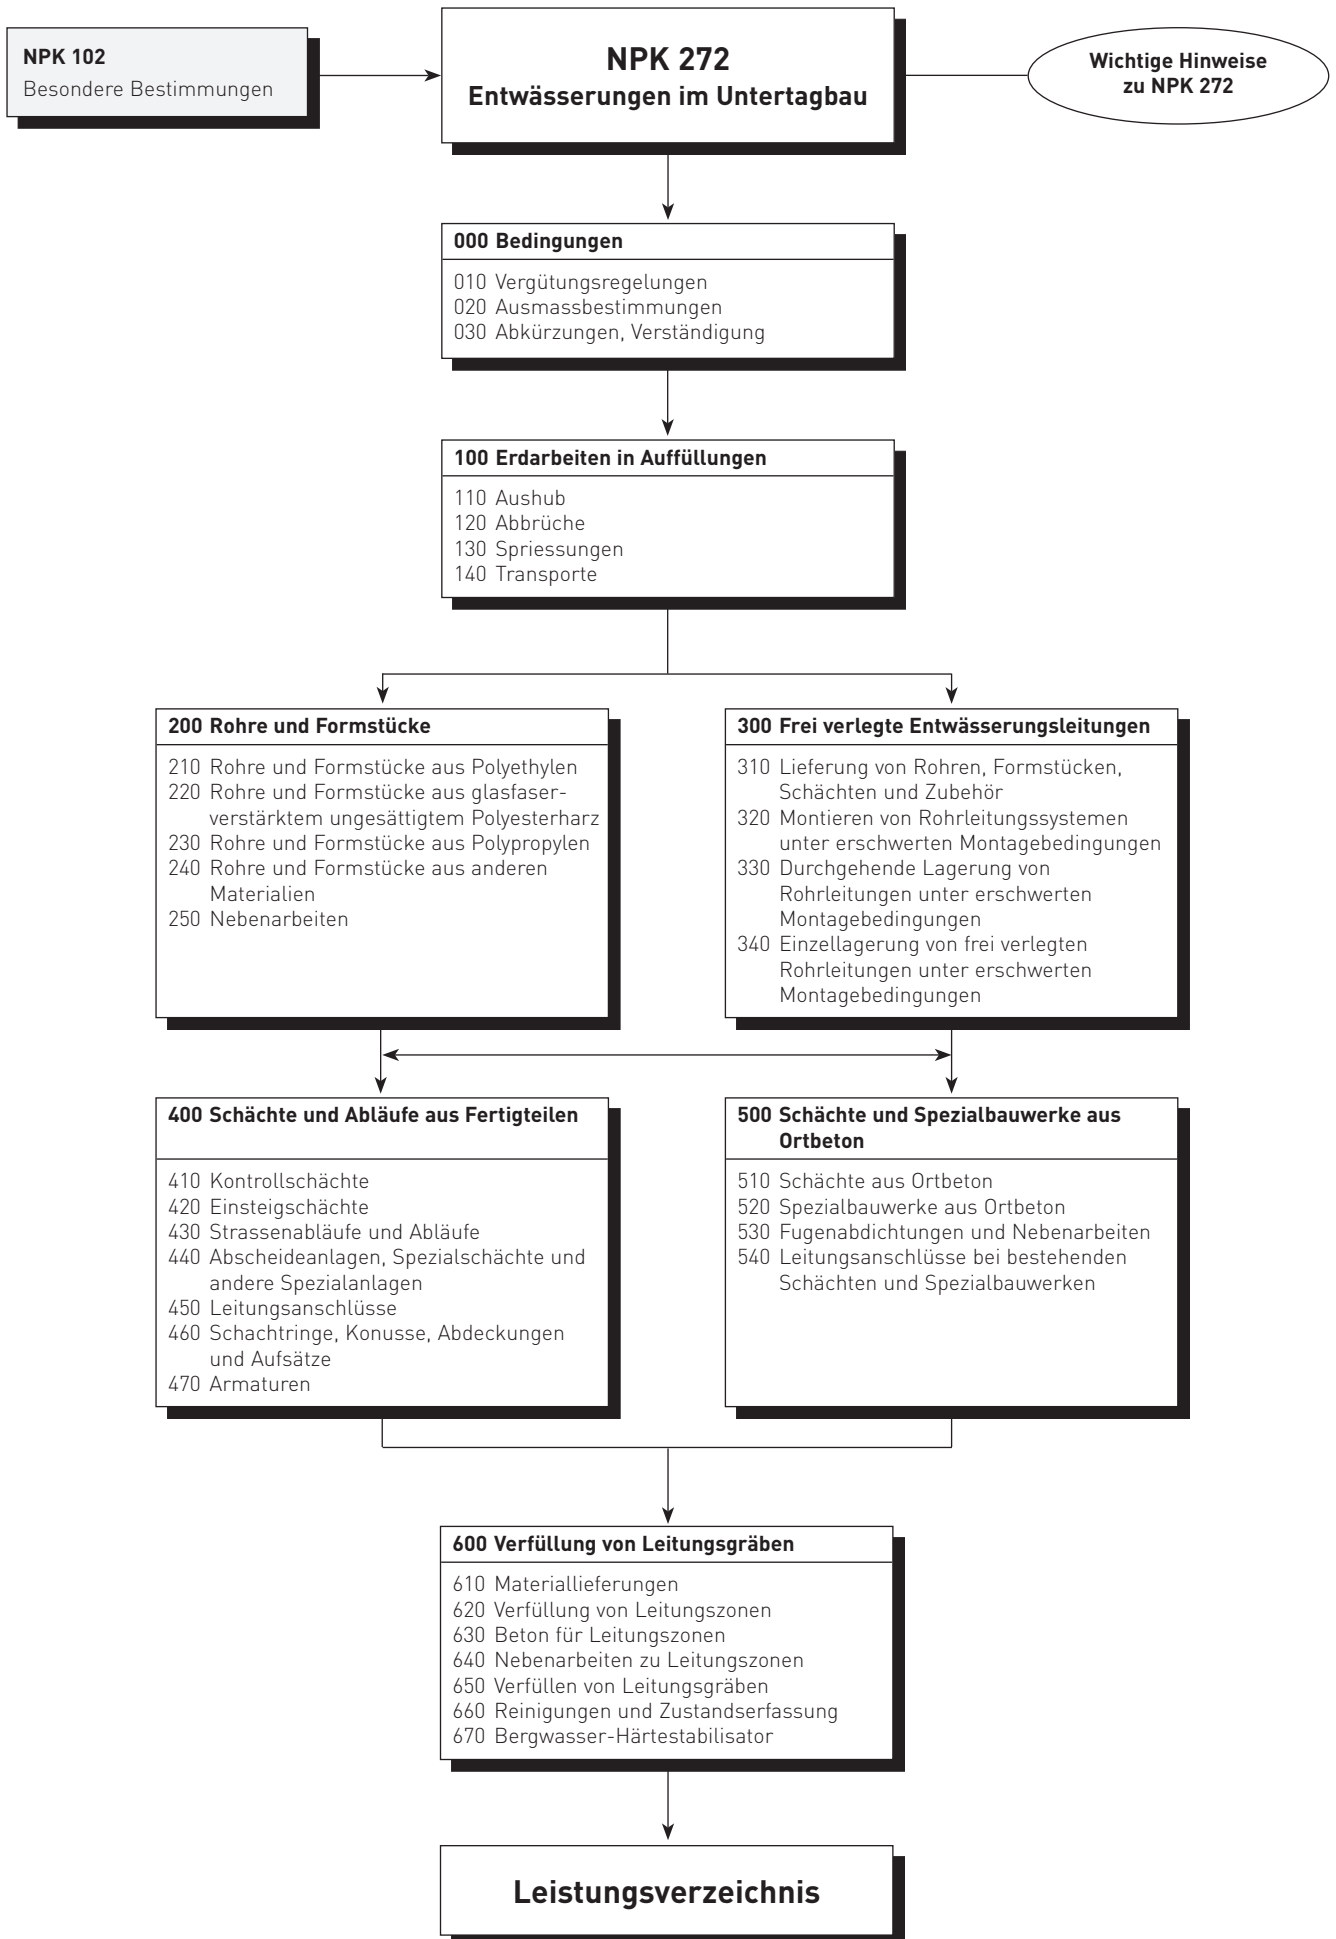 NPK 102
Besondere Bestimmungen
NPK 272
Entwässerungen im Untertagbau
Wichtige Hinweise
zu NPK 272
000 Bedingungen
010 Vergütungsregelungen
020 Ausmassbestimmungen
030 Abkürzungen, Verständigung
100 Erdarbeiten in Auffüllungen
110 Aushub
120 Abbrüche
130 Spriessungen
140 Transporte
200 Rohre und Formstücke
210 Rohre und Formstücke aus Polyethylen
220 Rohre und Formstücke aus glasfaser-
verstärktem ungesättigtem Polyesterharz
230 Rohre und Formstücke aus Polypropylen
240 Rohre und Formstücke aus anderen
Materialien
250 Nebenarbeiten
300 Frei verlegte Entwässerungsleitungen
310 Lieferung von Rohren, Formstücken,
Schächten und Zubehör
320 Montieren von Rohrleitungssystemen
unter erschwerten Montagebedingungen
330 Durchgehende Lagerung von
Rohrleitungen unter erschwerten
Montagebedingungen
340 Einzellagerung von frei verlegten
Rohrleitungen unter erschwerten
Montagebedingungen
400 Schächte und Abläufe aus Fertigteilen
410 Kontrollschächte
420 Einsteigschächte
430 Strassenabläufe und Abläufe
440 Abscheideanlagen, Spezialschächte und
andere Spezialanlagen
450 Leitungsanschlüsse
460 Schachtringe, Konusse, Abdeckungen
und Aufsätze
470 Armaturen
500 Schächte und Spezialbauwerke aus
Ortbeton
510 Schächte aus Ortbeton
520 Spezialbauwerke aus Ortbeton
530 Fugenabdichtungen und Nebenarbeiten
540 Leitungsanschlüsse bei bestehenden
Schächten und Spezialbauwerken
600 Verfüllung von Leitungsgräben
610 Materiallieferungen
620 Verfüllung von Leitungszonen
630 Beton für Leitungszonen
640 Nebenarbeiten zu Leitungszonen
650 Verfüllen von Leitungsgräben
660 Reinigungen und Zustandserfassung
670 Bergwasser-Härtestabilisator
Leistungsverzeichnis